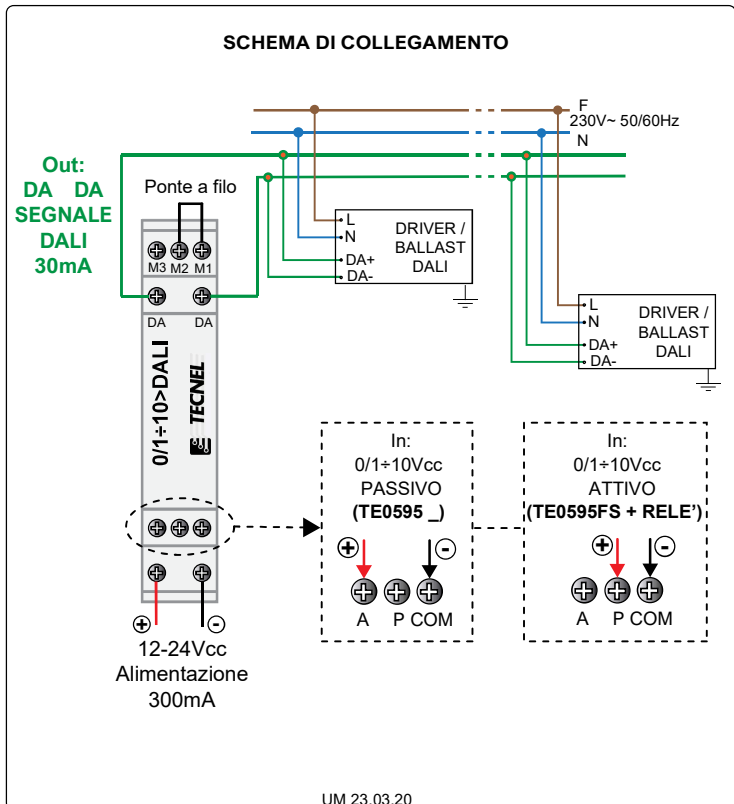 SCHEMA DI COLLEGAMENTO
F
230V~ 50/60Hz
N
Out:
DA DA
SEGNALE
DALI
30mA
Ponte a filo
M3 M2 M1
DA DA
0/1÷10>DALI
TECNEL
L
N
DA+
DA-
DRIVER /
BALLAST
DALI
L
N
DA+
DA-
DRIVER /
BALLAST
DALI
In:
0/1÷10Vcc
PASSIVO
(TE0595 _)
+ -
A P COM
In:
0/1÷10Vcc
ATTIVO
(TE0595FS + RELE')
+ -
A P COM
+ -
12-24Vcc
Alimentazione
300mA
UM 23.03.20